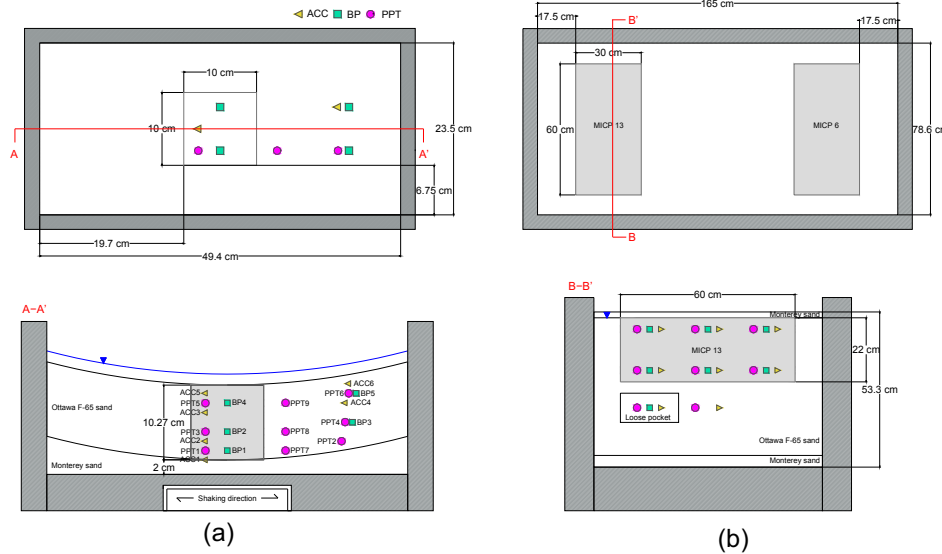 ACC BP PPT
10 cm
10 cm
A
A'
23.5 cm
6.75 cm
19.7 cm
49.4 cm
165 cm
17.5 cm
B'
17.5 cm
30 cm
60 cm
MICP 13
MICP 6
78.6 cm
B
A–A'
ACC6
ACC5
PPT6
BP5
PPT5
BP4
PPT9
ACC4
Ottawa F-65 sand
ACC3
10.27 cm
PPT4
BP3
PPT3
BP2
PPT8
ACC2
PPT2
PPT1
BP1
PPT7
Monterey sand
ACC1
2 cm
Shaking direction
(a)
B–B'
60 cm
Monterey sand
MICP 13
22 cm
53.3 cm
Loose pocket
Ottawa F-65 sand
Monterey sand
(b)